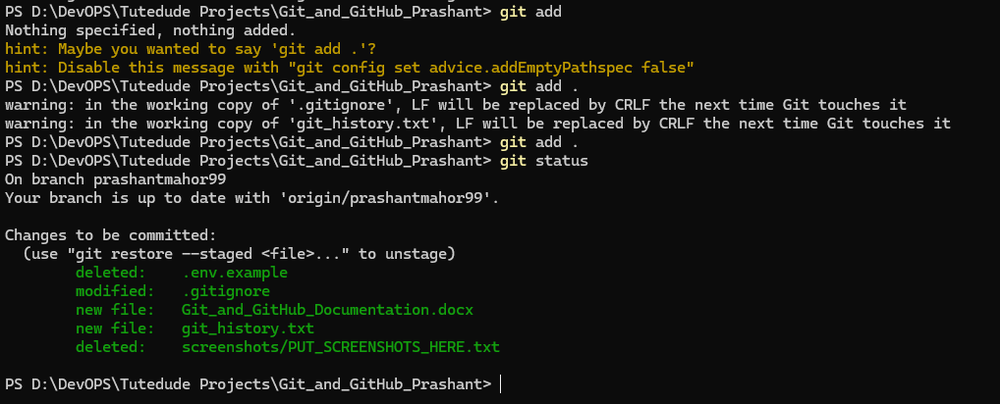 PS D:\DevOPS\Tutedude Projects\Git_and_GitHub_Prashant> git add
Nothing specified, nothing added.
hint: Maybe you wanted to say 'git add .'?
hint: Disable this message with "git config set advice.addEmptyPathspec false"
PS D:\DevOPS\Tutedude Projects\Git_and_GitHub_Prashant> git add .
warning: in the working copy of '.gitignore', LF will be replaced by CRLF the next time Git touches it
warning: in the working copy of 'git_history.txt', LF will be replaced by CRLF the next time Git touches it
PS D:\DevOPS\Tutedude Projects\Git_and_GitHub_Prashant> git add .
PS D:\DevOPS\Tutedude Projects\Git_and_GitHub_Prashant> git status
On branch prashantmahor99
Your branch is up to date with 'origin/prashantmahor99'.

Changes to be committed:
  (use "git restore --staged <file>..." to unstage)
        deleted:    .env.example
        modified:   .gitignore
        new file:   Git_and_GitHub_Documentation.docx
        new file:   git_history.txt
        deleted:    screenshots/PUT_SCREENSHOTS_HERE.txt

PS D:\DevOPS\Tutedude Projects\Git_and_GitHub_Prashant>